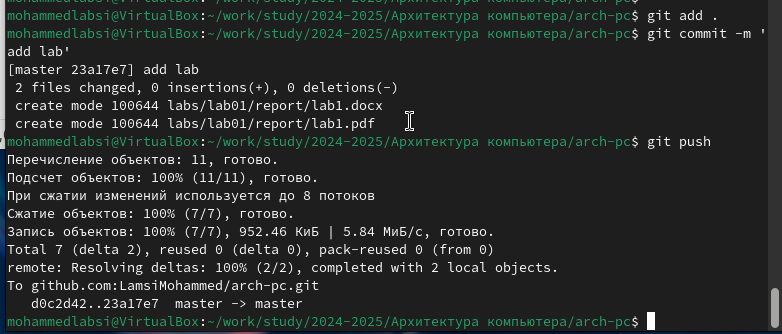 mohammedlabsi@VirtualBox:~/work/study/2024-2025/Архитектура компьютера/arch-pc$ git add .
mohammedlabsi@VirtualBox:~/work/study/2024-2025/Архитектура компьютера/arch-pc$ git commit -m '
add lab'
[master 23a17e7] add lab
 2 files changed, 0 insertions(+), 0 deletions(-)
 create mode 100644 labs/lab01/report/lab1.docx
 create mode 100644 labs/lab01/report/lab1.pdf
mohammedlabsi@VirtualBox:~/work/study/2024-2025/Архитектура компьютера/arch-pc$ git push
Перечисление объектов: 11, готово.
Подсчет объектов: 100% (11/11), готово.
При сжатии изменений используется до 8 потоков
Сжатие объектов: 100% (7/7), готово.
Запись объектов: 100% (7/7), 952.46 КиБ | 5.84 МиБ/с, готово.
Total 7 (delta 2), reused 0 (delta 0), pack-reused 0 (from 0)
remote: Resolving deltas: 100% (2/2), completed with 2 local objects.
To github.com:LamsiMohammed/arch-pc.git
   d0c2d42..23a17e7  master -> master
mohammedlabsi@VirtualBox:~/work/study/2024-2025/Архитектура компьютера/arch-pc$